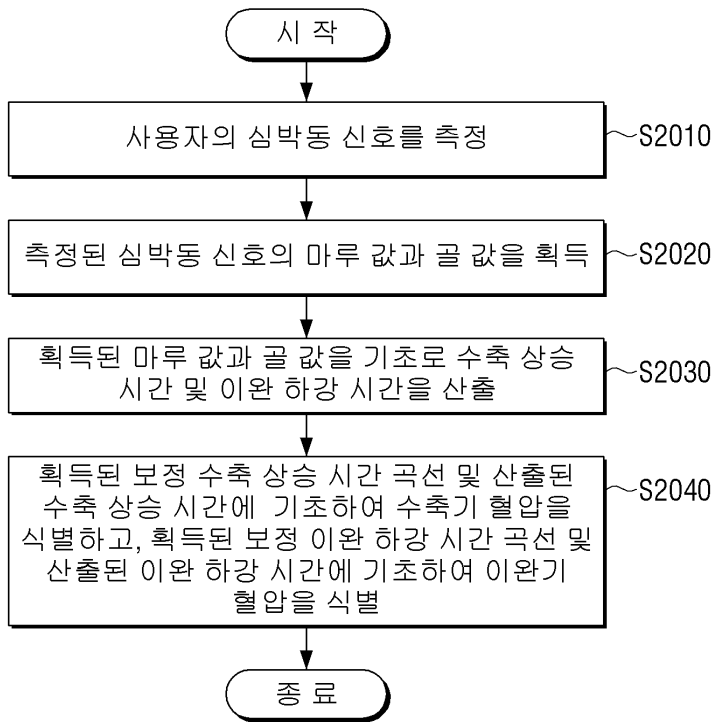 시 작
사용자의 심박동 신호를 측정
S2010
측정된 심박동 신호의 마루 값과 골 값을 획득
S2020
획득된 마루 값과 골 값을 기초로 수축 상승
시간 및 이완 하강 시간을 산출
S2030
획득된 보정 수축 상승 시간 곡선 및 산출된
수축 상승 시간에 기초하여 수축기 혈압을
식별하고, 획득된 보정 이완 하강 시간 곡선 및
산출된 이완 하강 시간에 기초하여 이완기
혈압을 식별
S2040
종 료